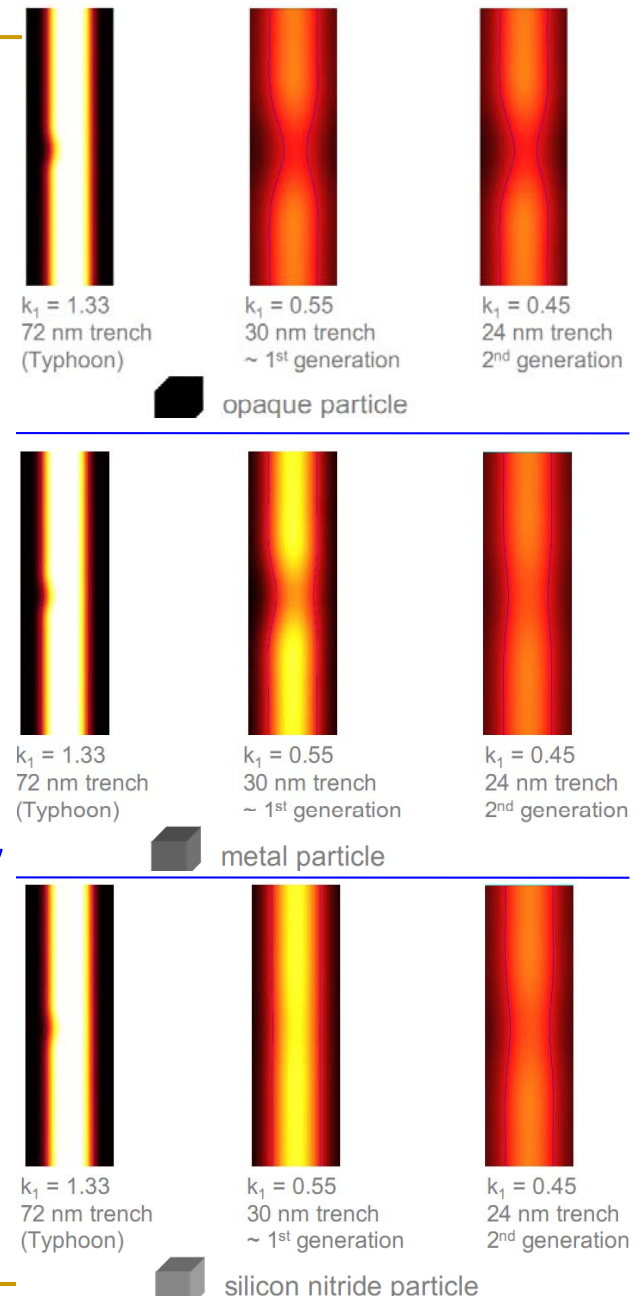 k₁ = 1.33
72 nm trench
(Typhoon)
k₁ = 0.55
30 nm trench
~ 1ˢᵗ generation
k₁ = 0.45
24 nm trench
2ⁿᵈ generation
opaque particle
k₁ = 1.33
72 nm trench
(Typhoon)
k₁ = 0.55
30 nm trench
~ 1ˢᵗ generation
k₁ = 0.45
24 nm trench
2ⁿᵈ generation
metal particle
k₁ = 1.33
72 nm trench
(Typhoon)
k₁ = 0.55
30 nm trench
~ 1ˢᵗ generation
k₁ = 0.45
24 nm trench
2ⁿᵈ generation
silicon nitride particle